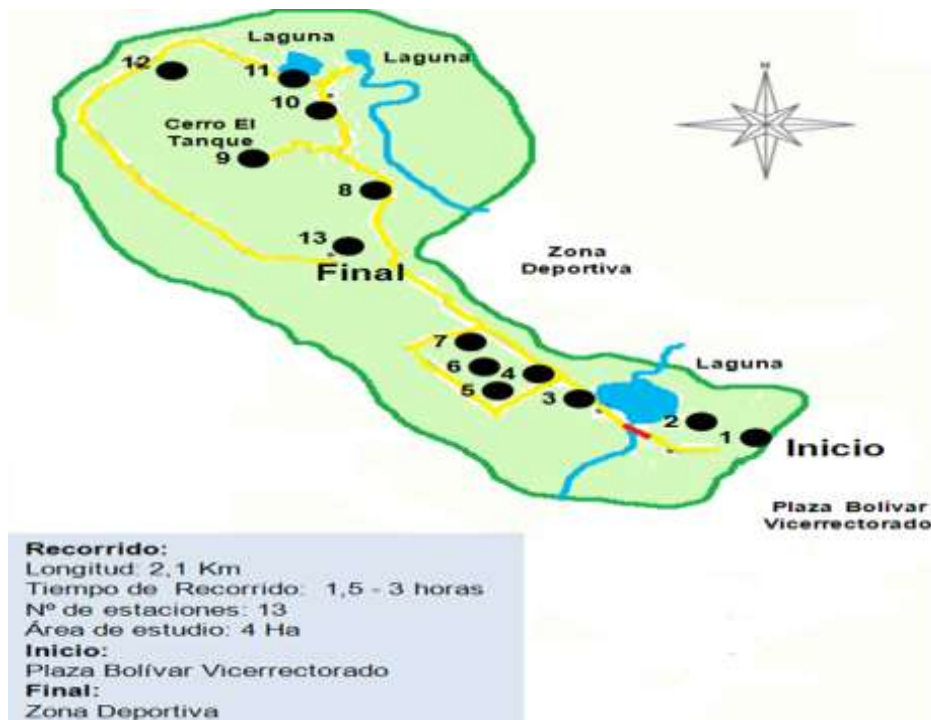 Laguna
Laguna
12
11
10
Cerro El
Tanque
9
8
13
Final
Zona
Deportiva
7
6
5
4
3
Laguna
2
1
Inicio
Plaza Bolívar
Vicerrectorado
N
Recorrido:
Longitud: 2,1 Km
Tiempo de Recorrido: 1,5 - 3 horas
Nº de estaciones: 13
Área de estudio: 4 Ha
Inicio:
Plaza Bolívar Vicerrectorado
Final:
Zona Deportiva